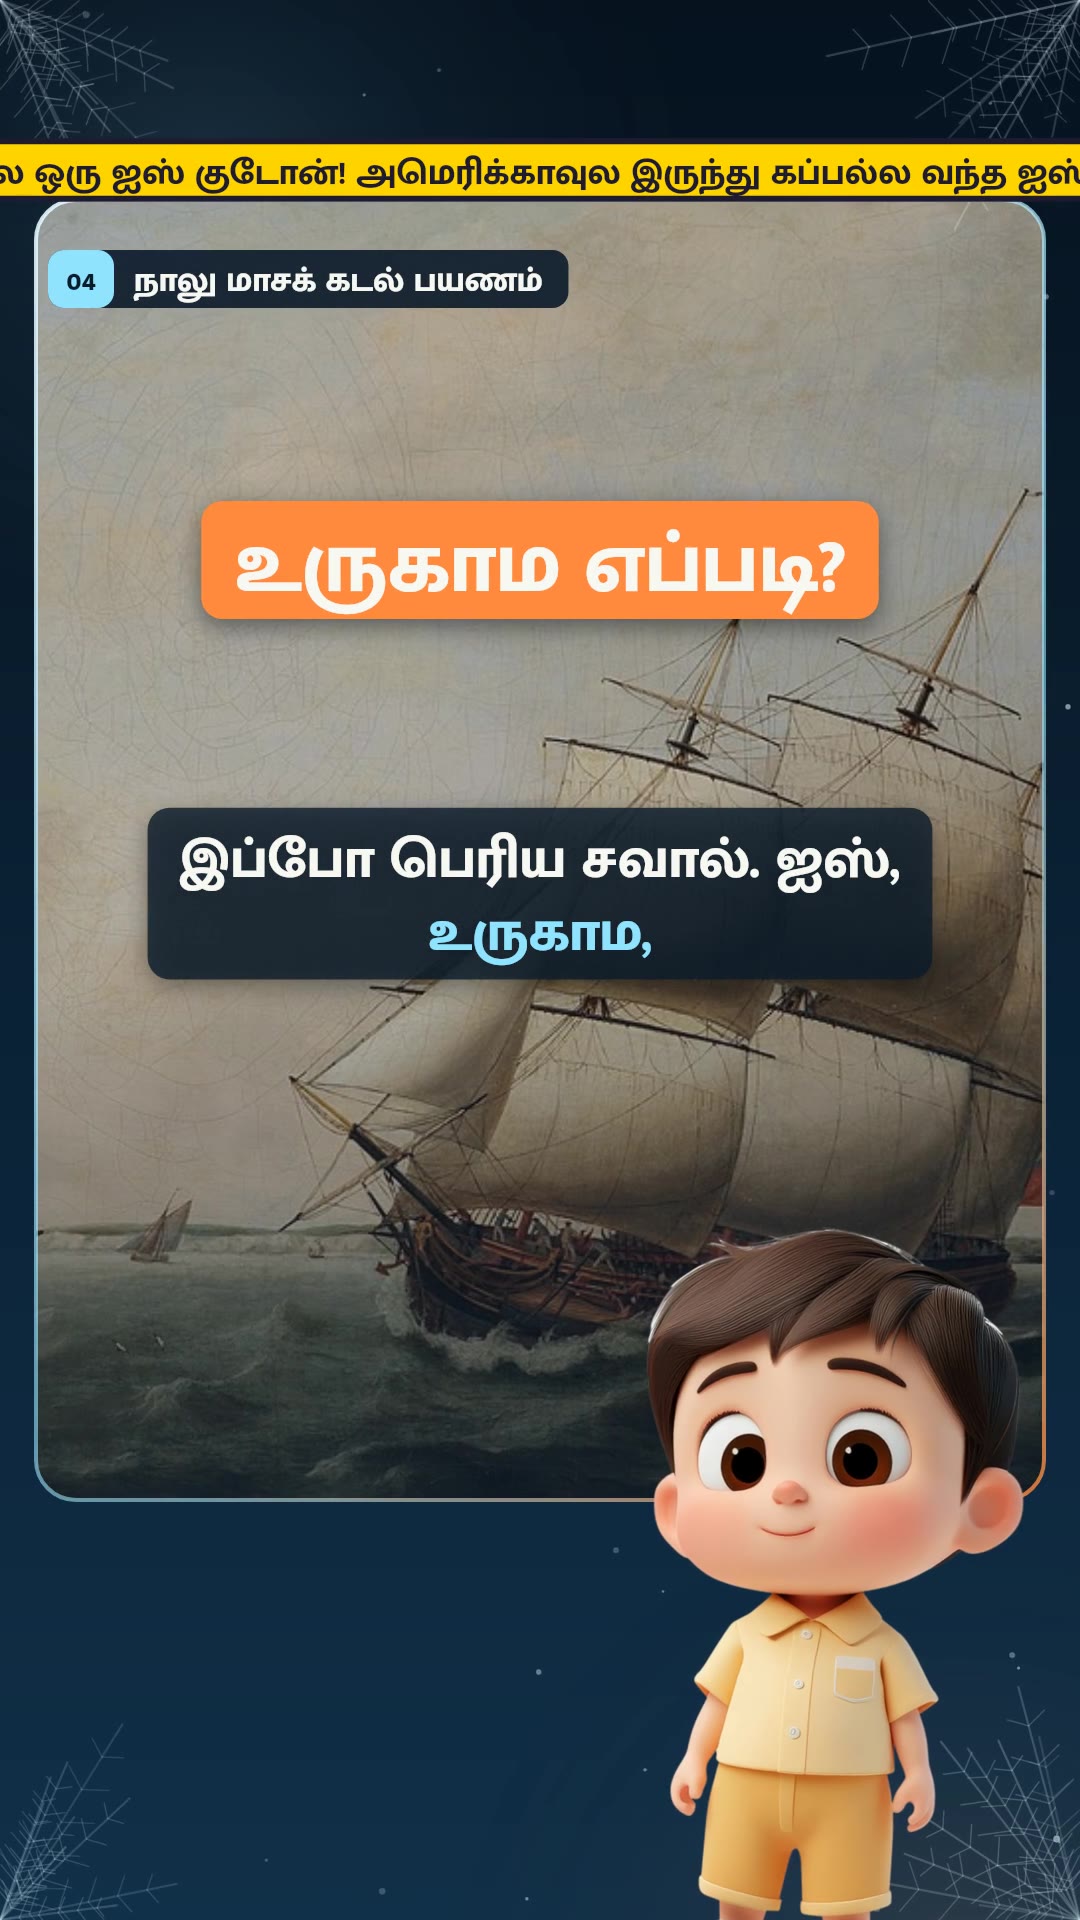 ஒரு ஐஸ் குடோன்! அமெரிக்காவுல இருந்து கப்பல்ல வந்த ஐஸ்
04 நாலு மாசக் கடல் பயணம்
உருகாம எப்படி?
இப்போ பெரிய சவால். ஐஸ்,
உருகாம,